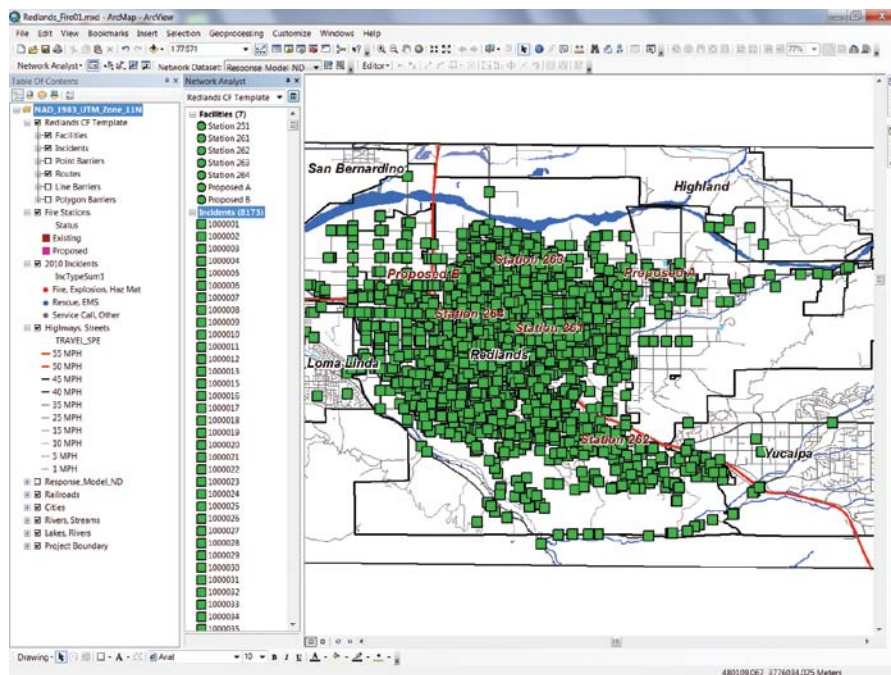 Redlands_Fire01.mxd - ArcMap - ArcView
File Edit View Bookmarks Insert Selection Geoprocessing Customize Windows Help
1:77,571
77%
Network Analyst
Network Dataset: Response_Model_ND
Editor
Table Of Contents
NAD_1983_UTM_Zone_11N
Redlands CF Template
Facilities
Incidents
Point Barriers
Routes
Line Barriers
Polygon Barriers
Fire Stations
Status
Existing
Proposed
2010 Incidents
IncTypeSum1
Fire, Explosion, Haz Mat
Rescue, EMS
Service Call, Other
Highways, Streets
TRAVEL_SPE
55 MPH
50 MPH
45 MPH
40 MPH
35 MPH
25 MPH
15 MPH
10 MPH
5 MPH
1 MPH
Response_Model_ND
Railroads
Cities
Rivers, Streams
Lakes, Rivers
Project Boundary
Network Analyst
Redlands CF Template
Facilities (7)
Station 251
Station 261
Station 262
Station 263
Station 264
Proposed A
Proposed B
Incidents (8173)
1000001
1000002
1000003
1000004
1000005
1000006
1000007
1000008
1000009
1000010
1000011
1000012
1000013
1000015
1000016
1000017
1000018
1000019
1000020
1000021
1000022
1000023
1000024
1000025
1000026
1000027
1000028
1000029
1000030
1000031
1000032
1000033
1000034
1000035
San Bernardino
Highland
Proposed B
Station 263
Proposed A
Station 264
Station 261
Redlands
Loma Linda
Station 262
Yucaipa
Drawing
Arial
10
B I U
A
480109.067 3776034.025 Meters